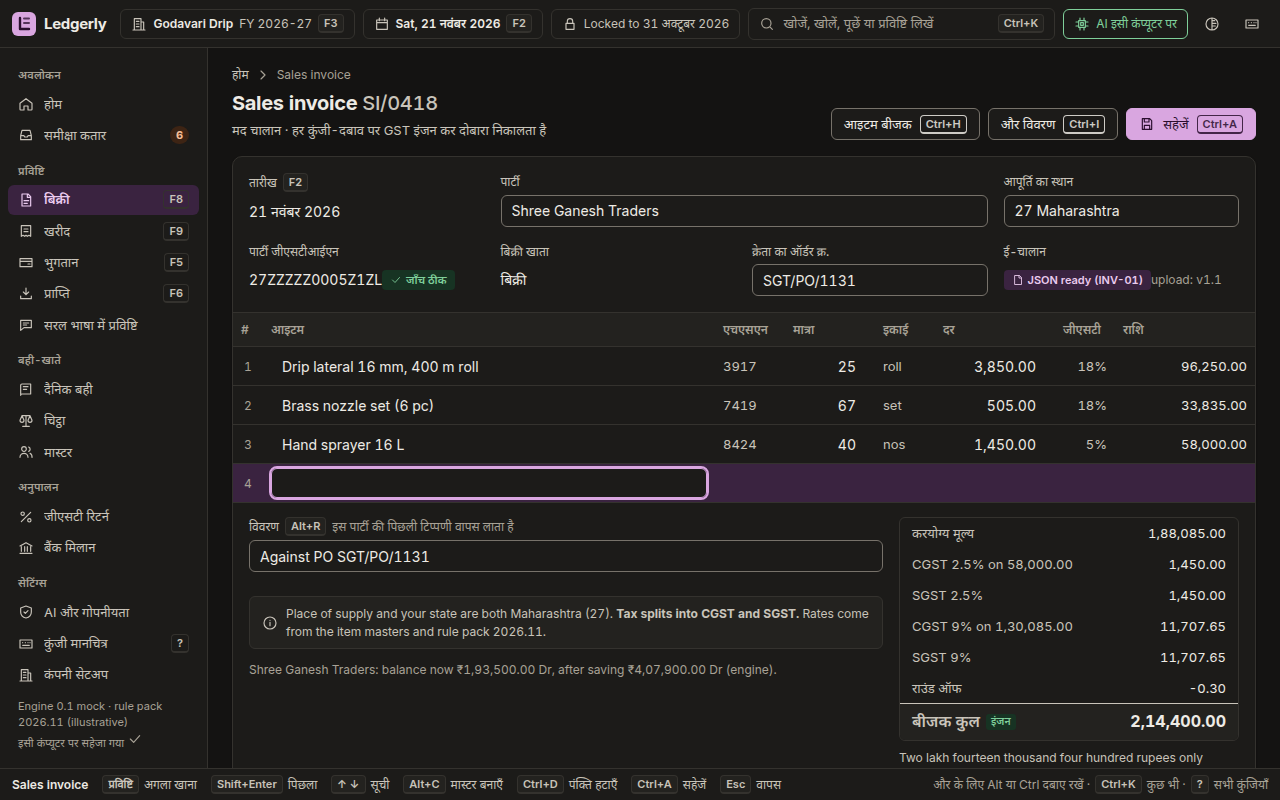 Ledgerly
Godavari Drip FY 2026-27 F3
Sat, 21 नवंबर 2026 F2
Locked to 31 अक्टूबर 2026
खोजें, खोलें, पूछें या प्रविष्टि लिखें Ctrl+K
AI इसी कंप्यूटर पर
अवलोकन
होम
समीक्षा कतार 6
प्रविष्टि
बिक्री F8
खरीद F9
भुगतान F5
प्राप्ति F6
सरल भाषा में प्रविष्टि
बही-खाते
दैनिक बही
चिट्ठा
मास्टर
अनुपालन
जीएसटी रिटर्न
बैंक मिलान
सेटिंग्स
AI और गोपनीयता
कुंजी मानचित्र ?
कंपनी सेटअप
Engine 0.1 mock · rule pack
2026.11 (illustrative)
इसी कंप्यूटर पर सहेजा गया
होम > Sales invoice
Sales invoice SI/0418
मद चालान · हर कुंजी-दबाव पर GST इंजन कर दोबारा निकालता है
आइटम बीजक Ctrl+H
और विवरण Ctrl+I
सहेजें Ctrl+A
तारीख F2
पार्टी
आपूर्ति का स्थान
21 नवंबर 2026
Shree Ganesh Traders
27 Maharashtra
पार्टी जीएसटीआईएन
बिक्री खाता
क्रेता का ऑर्डर क्र.
ई-चालान
27ZZZZZ0005Z1ZL जाँच ठीक
बिक्री
SGT/PO/1131
JSON ready (INV-01) upload: v1.1
# आइटम एचएसएन मात्रा इकाई दर जीएसटी राशि
1 Drip lateral 16 mm, 400 m roll 3917 25 roll 3,850.00 18% 96,250.00
2 Brass nozzle set (6 pc) 7419 67 set 505.00 18% 33,835.00
3 Hand sprayer 16 L 8424 40 nos 1,450.00 5% 58,000.00
4
विवरण Alt+R इस पार्टी की पिछली टिप्पणी वापस लाता है
Against PO SGT/PO/1131
Place of supply and your state are both Maharashtra (27). Tax splits into CGST and SGST. Rates come
from the item masters and rule pack 2026.11.
Shree Ganesh Traders: balance now ₹1,93,500.00 Dr, after saving ₹4,07,900.00 Dr (engine).
करयोग्य मूल्य 1,88,085.00
CGST 2.5% on 58,000.00 1,450.00
SGST 2.5% 1,450.00
CGST 9% on 1,30,085.00 11,707.65
SGST 9% 11,707.65
राउंड ऑफ -0.30
बीजक कुल इंजन 2,14,400.00
Two lakh fourteen thousand four hundred rupees only
Sales invoice प्रविष्टि अगला खाना Shift+Enter पिछला ↑↓ सूची Alt+C मास्टर बनाएँ Ctrl+D पंक्ति हटाएँ Ctrl+A सहेजें Esc वापस
और के लिए Alt या Ctrl दबाए रखें · Ctrl+K कुछ भी · ? सभी कुंजियाँ